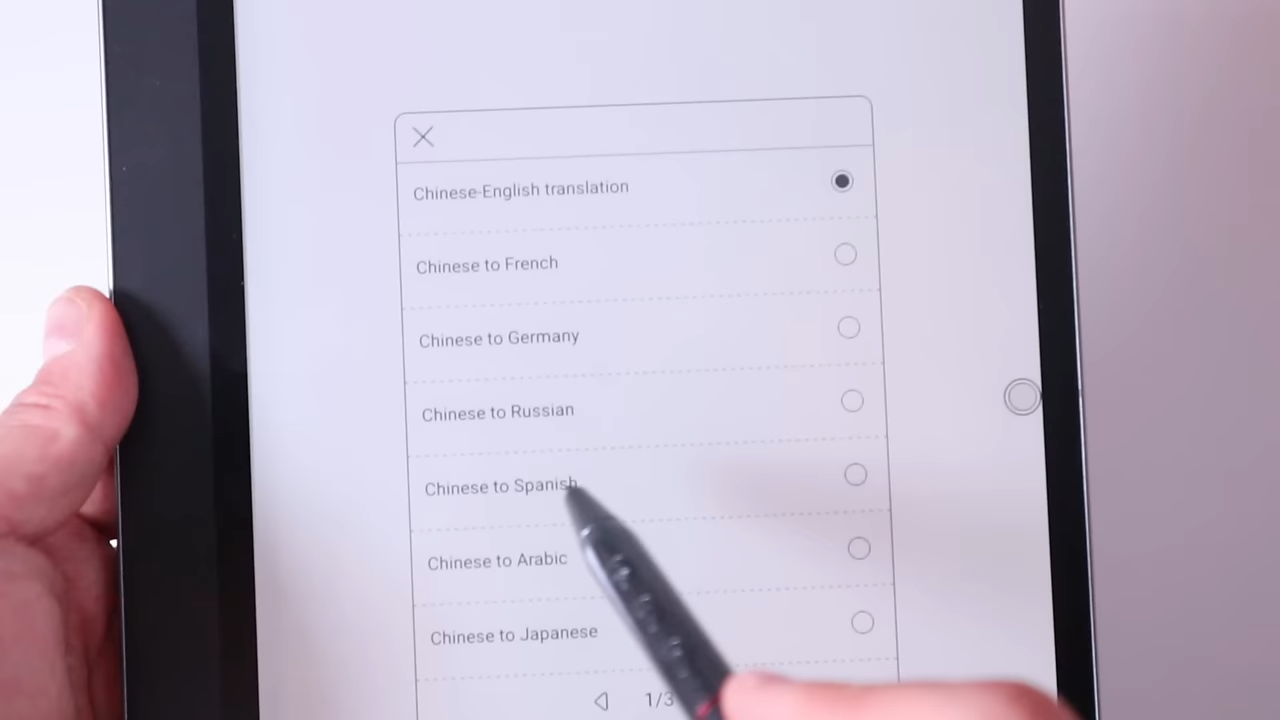 Chinese-English translation
Chinese to French
Chinese to Germany
Chinese to Russian
Chinese to Spanish
Chinese to Arabic
Chinese to Japanese
1/3